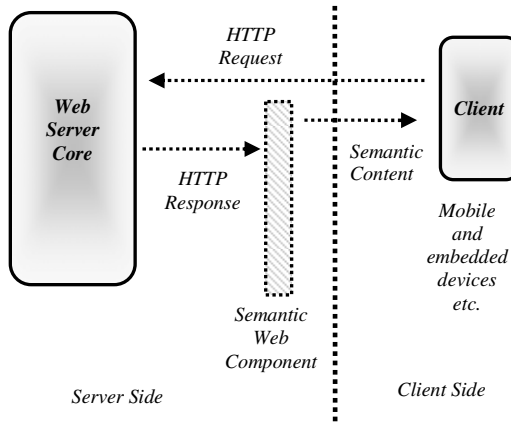 HTTP
Request
Web
Server
Core
Client
HTTP
Response
Semantic
Content
Mobile
and
embedded
devices
etc.
Semantic
Web
Component
Server Side
Client Side